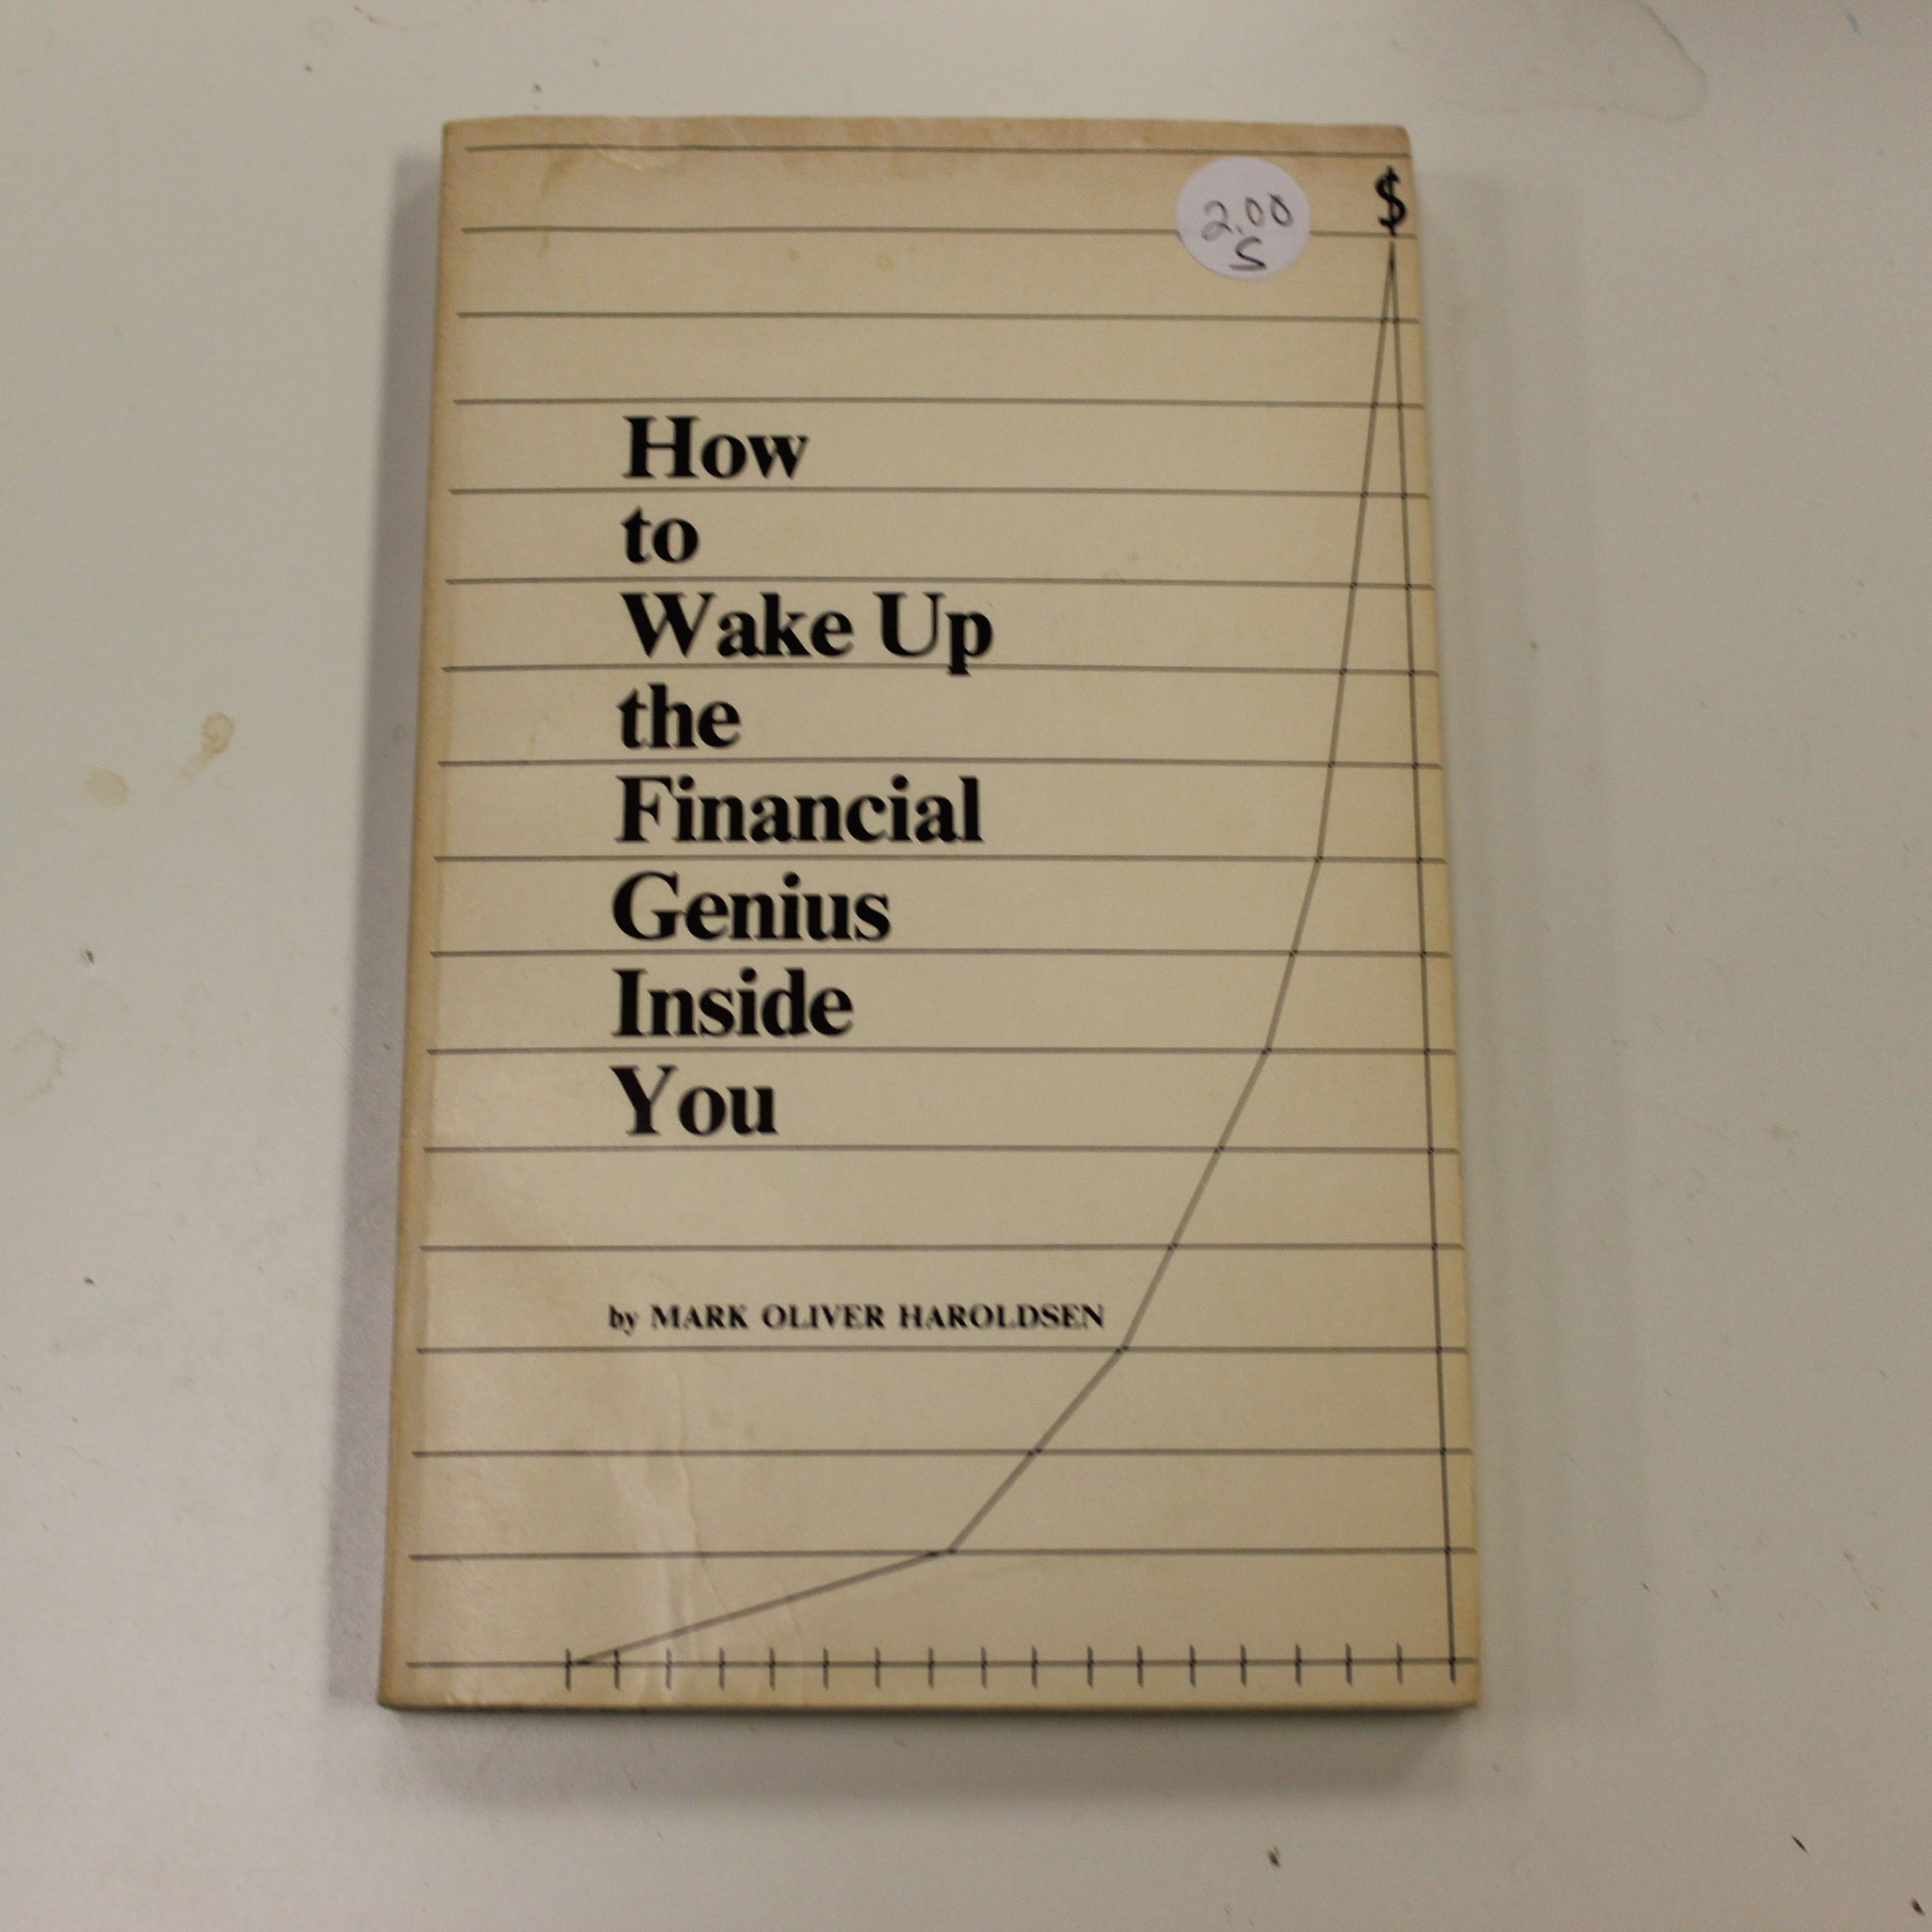 $
2.00
S
How
to
Wake Up
the
Financial
Genius
Inside
You
by MARK OLIVER HAROLDSEN